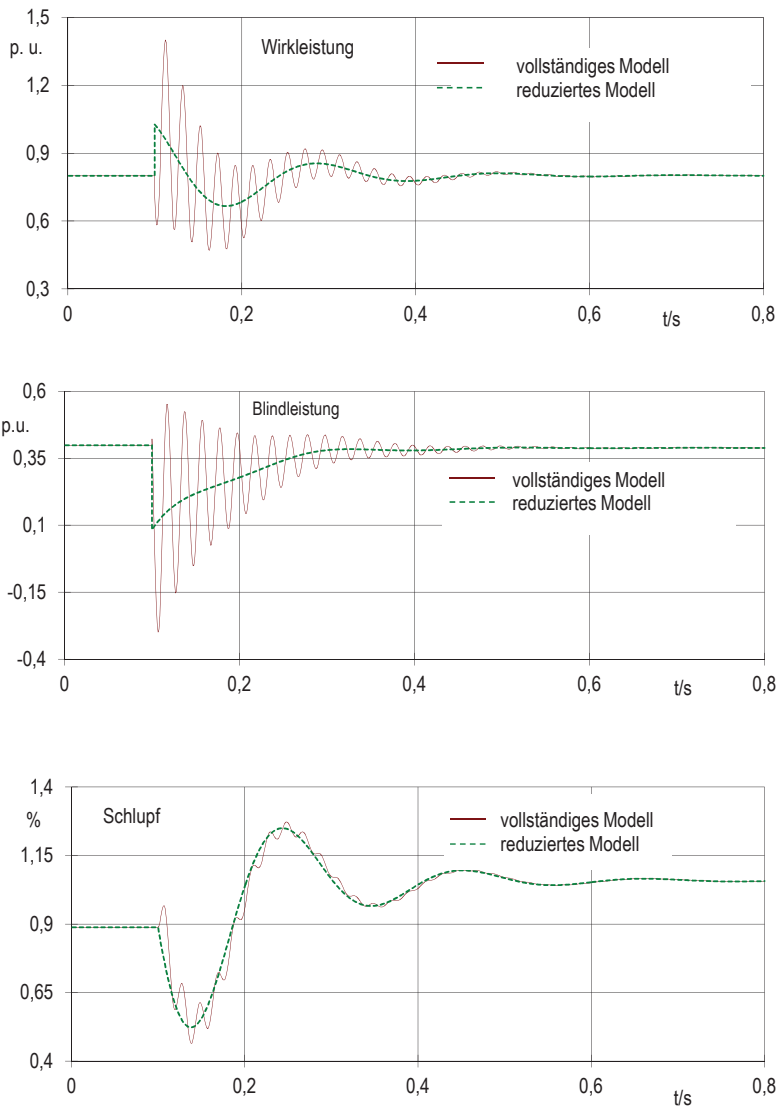 1,5
p. u.
Wirkleistung
vollständiges Modell
reduziertes Modell
1,2
0,9
0,6
0,3
0
0,2
0,4
0,6
0,8
t/s
0,6
p.u.
Blindleistung
0,35
vollständiges Modell
reduziertes Modell
0,1
-0,15
-0,4
0
0,2
0,4
0,6
0,8
t/s
1,4
%
Schlupf
vollständiges Modell
reduziertes Modell
1,15
0,9
0,65
0,4
0
0,2
0,4
0,6
0,8
t/s